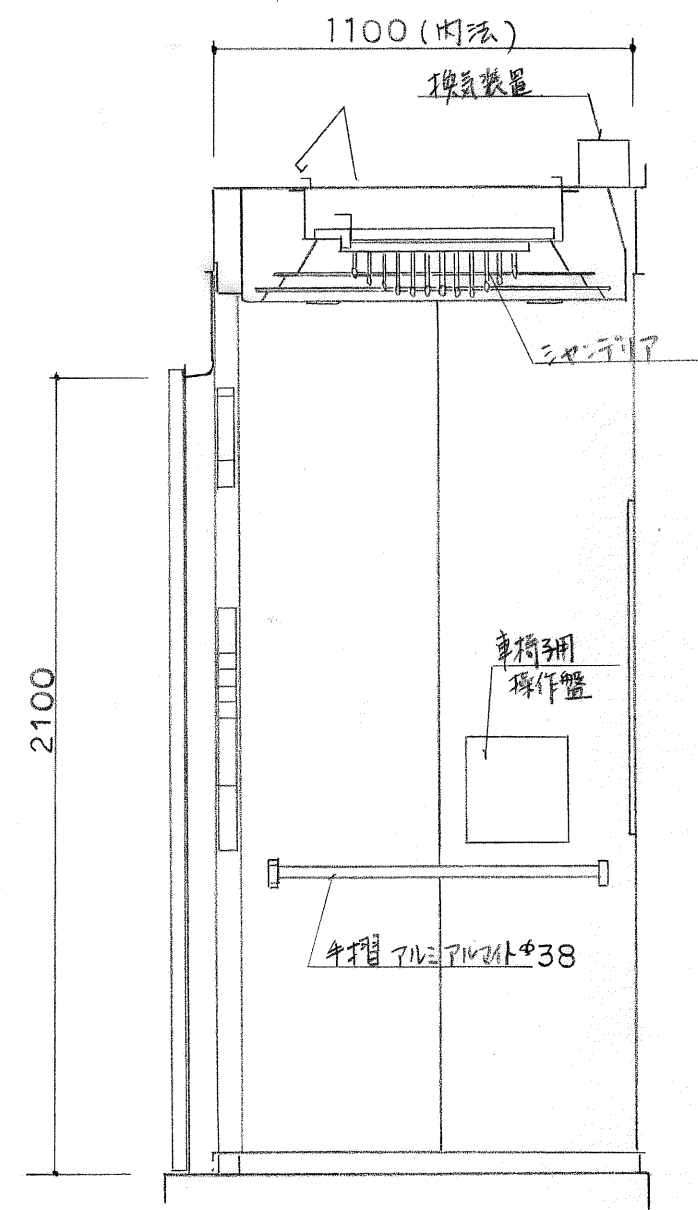 1100(内法)
換気装置
シャンデリア
2100
車椅子用
操作盤
手摺 アルミアルマイトφ38